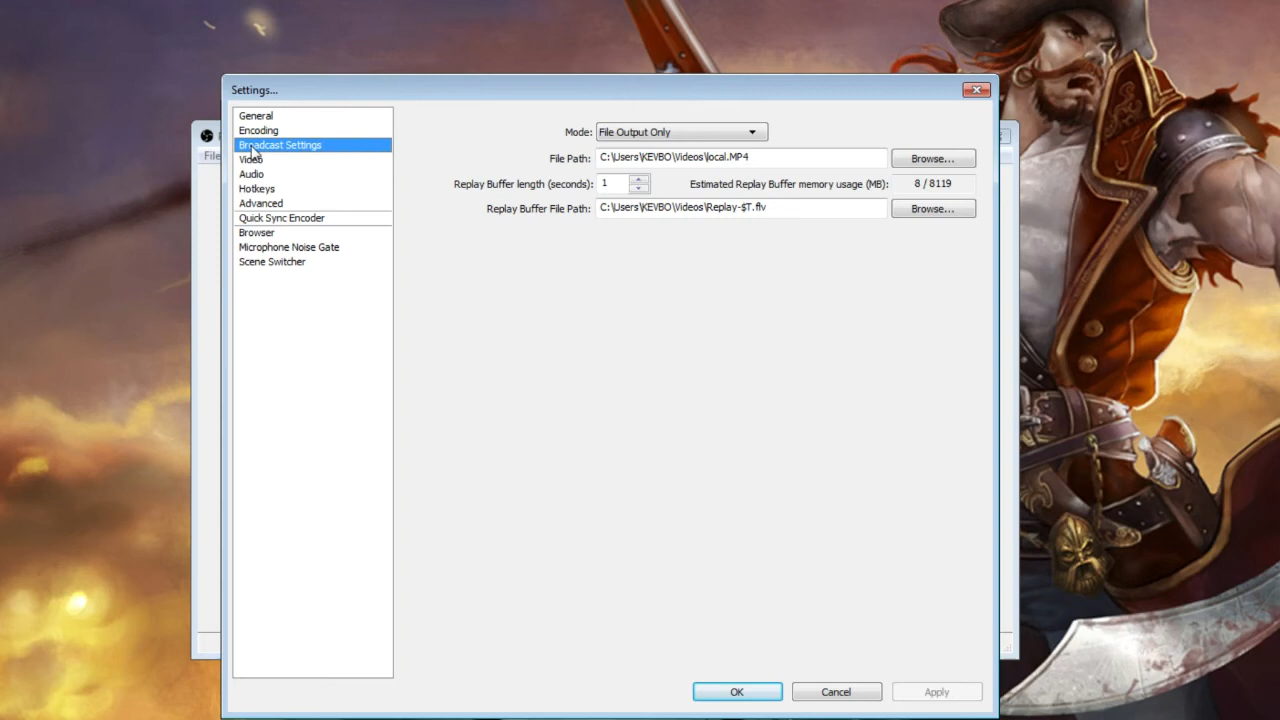 Settings...
General
Encoding
Broadcast Settings
Video
Audio
Hotkeys
Advanced
Quick Sync Encoder
Browser
Microphone Noise Gate
Scene Switcher
Mode: File Output Only
File Path: C:\Users\KEVBO\Videos\local.MP4 Browse...
Replay Buffer length (seconds): 1 Estimated Replay Buffer memory usage (MB): 8 / 8119
Replay Buffer File Path: C:\Users\KEVBO\Videos\Replay-$T.flv Browse...
OK Cancel Apply
File